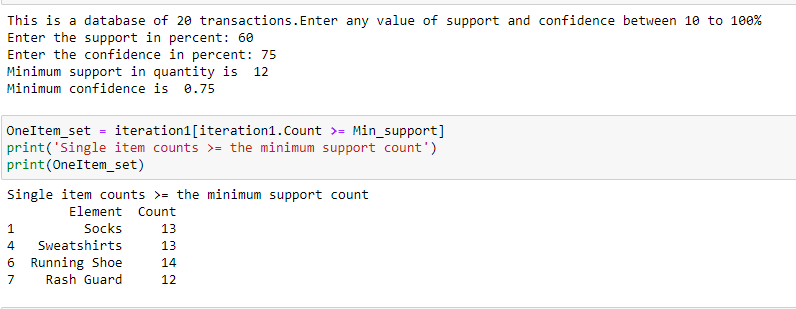 This is a database of 20 transactions.Enter any value of support and confidence between 10 to 100%
Enter the support in percent: 60
Enter the confidence in percent: 75
Minimum support in quantity is  12
Minimum confidence is  0.75
OneItem_set = iteration1[iteration1.Count >= Min_support]
print('Single item counts >= the minimum support count')
print(OneItem_set)
Single item counts >= the minimum support count
        Element  Count
1         Socks     13
4   Sweatshirts     13
6  Running Shoe     14
7    Rash Guard     12